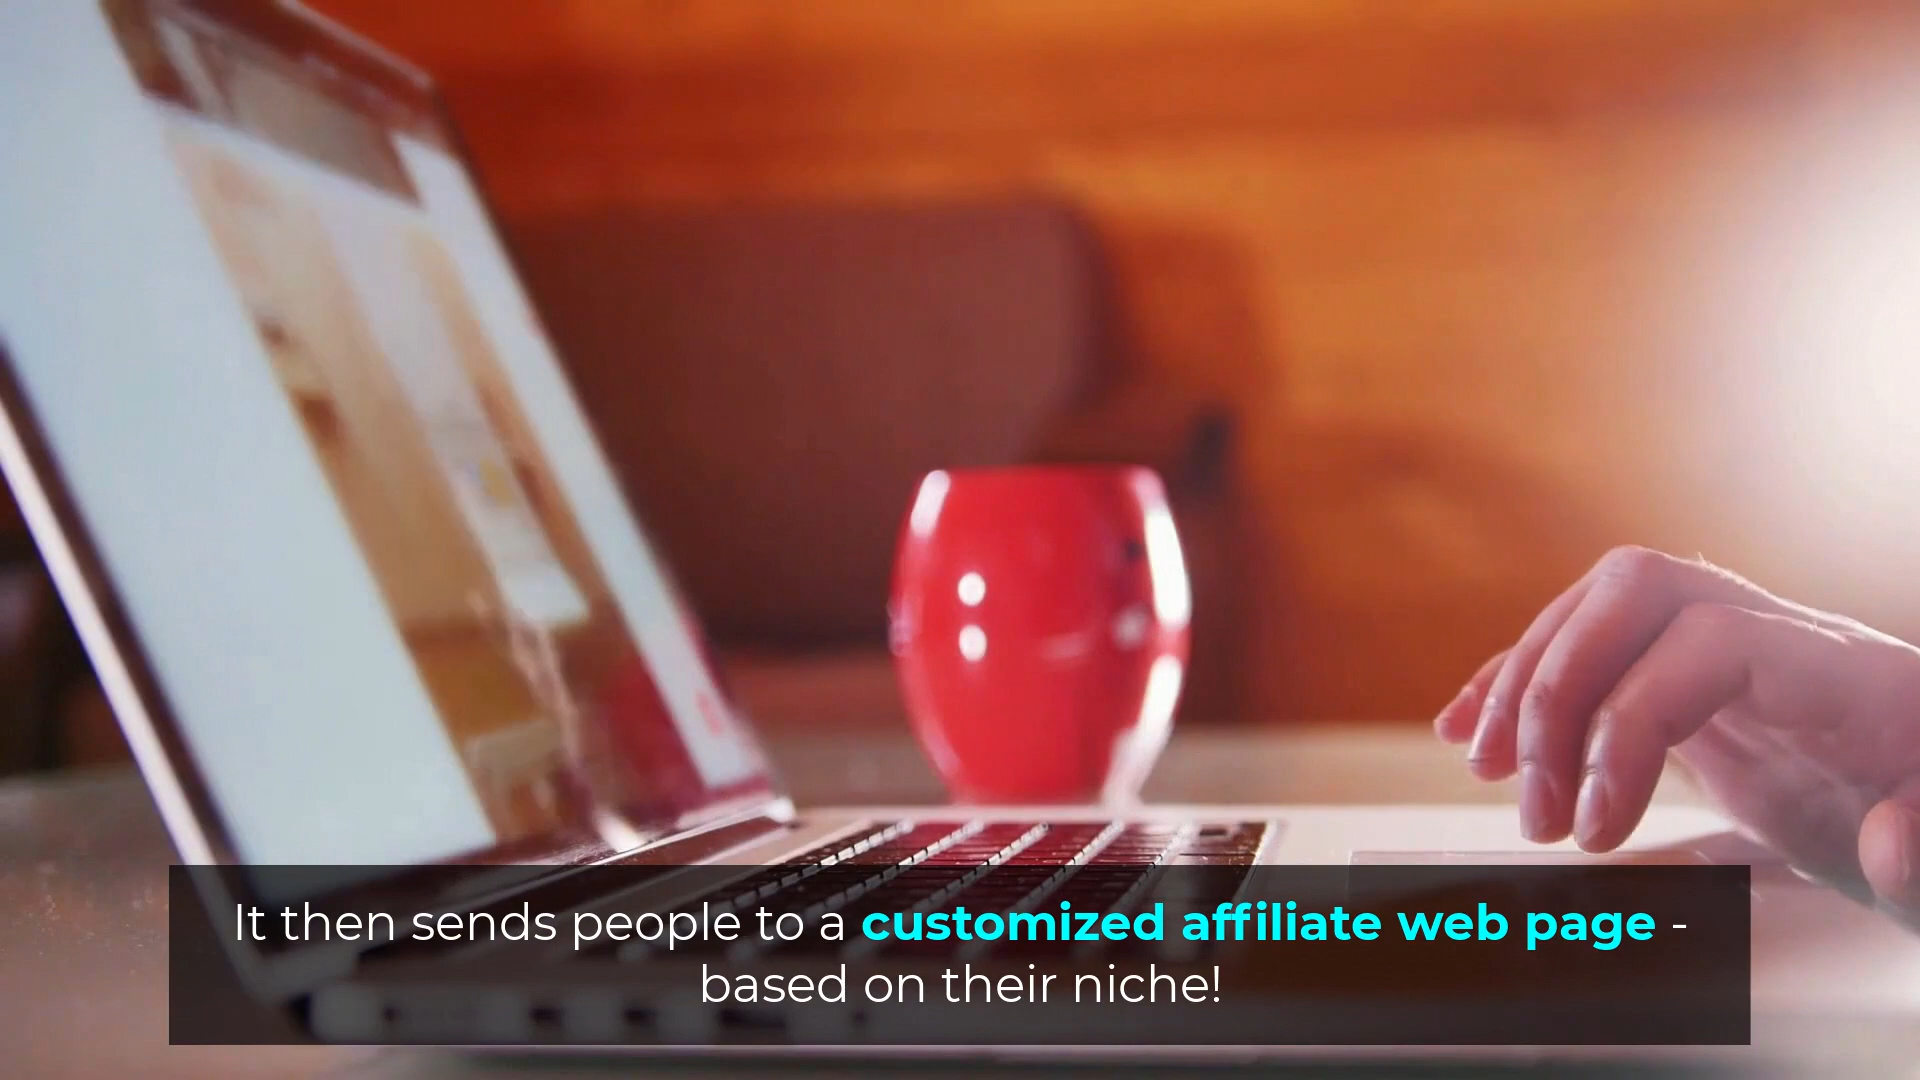 It then sends people to a customized affiliate web page -
based on their niche!